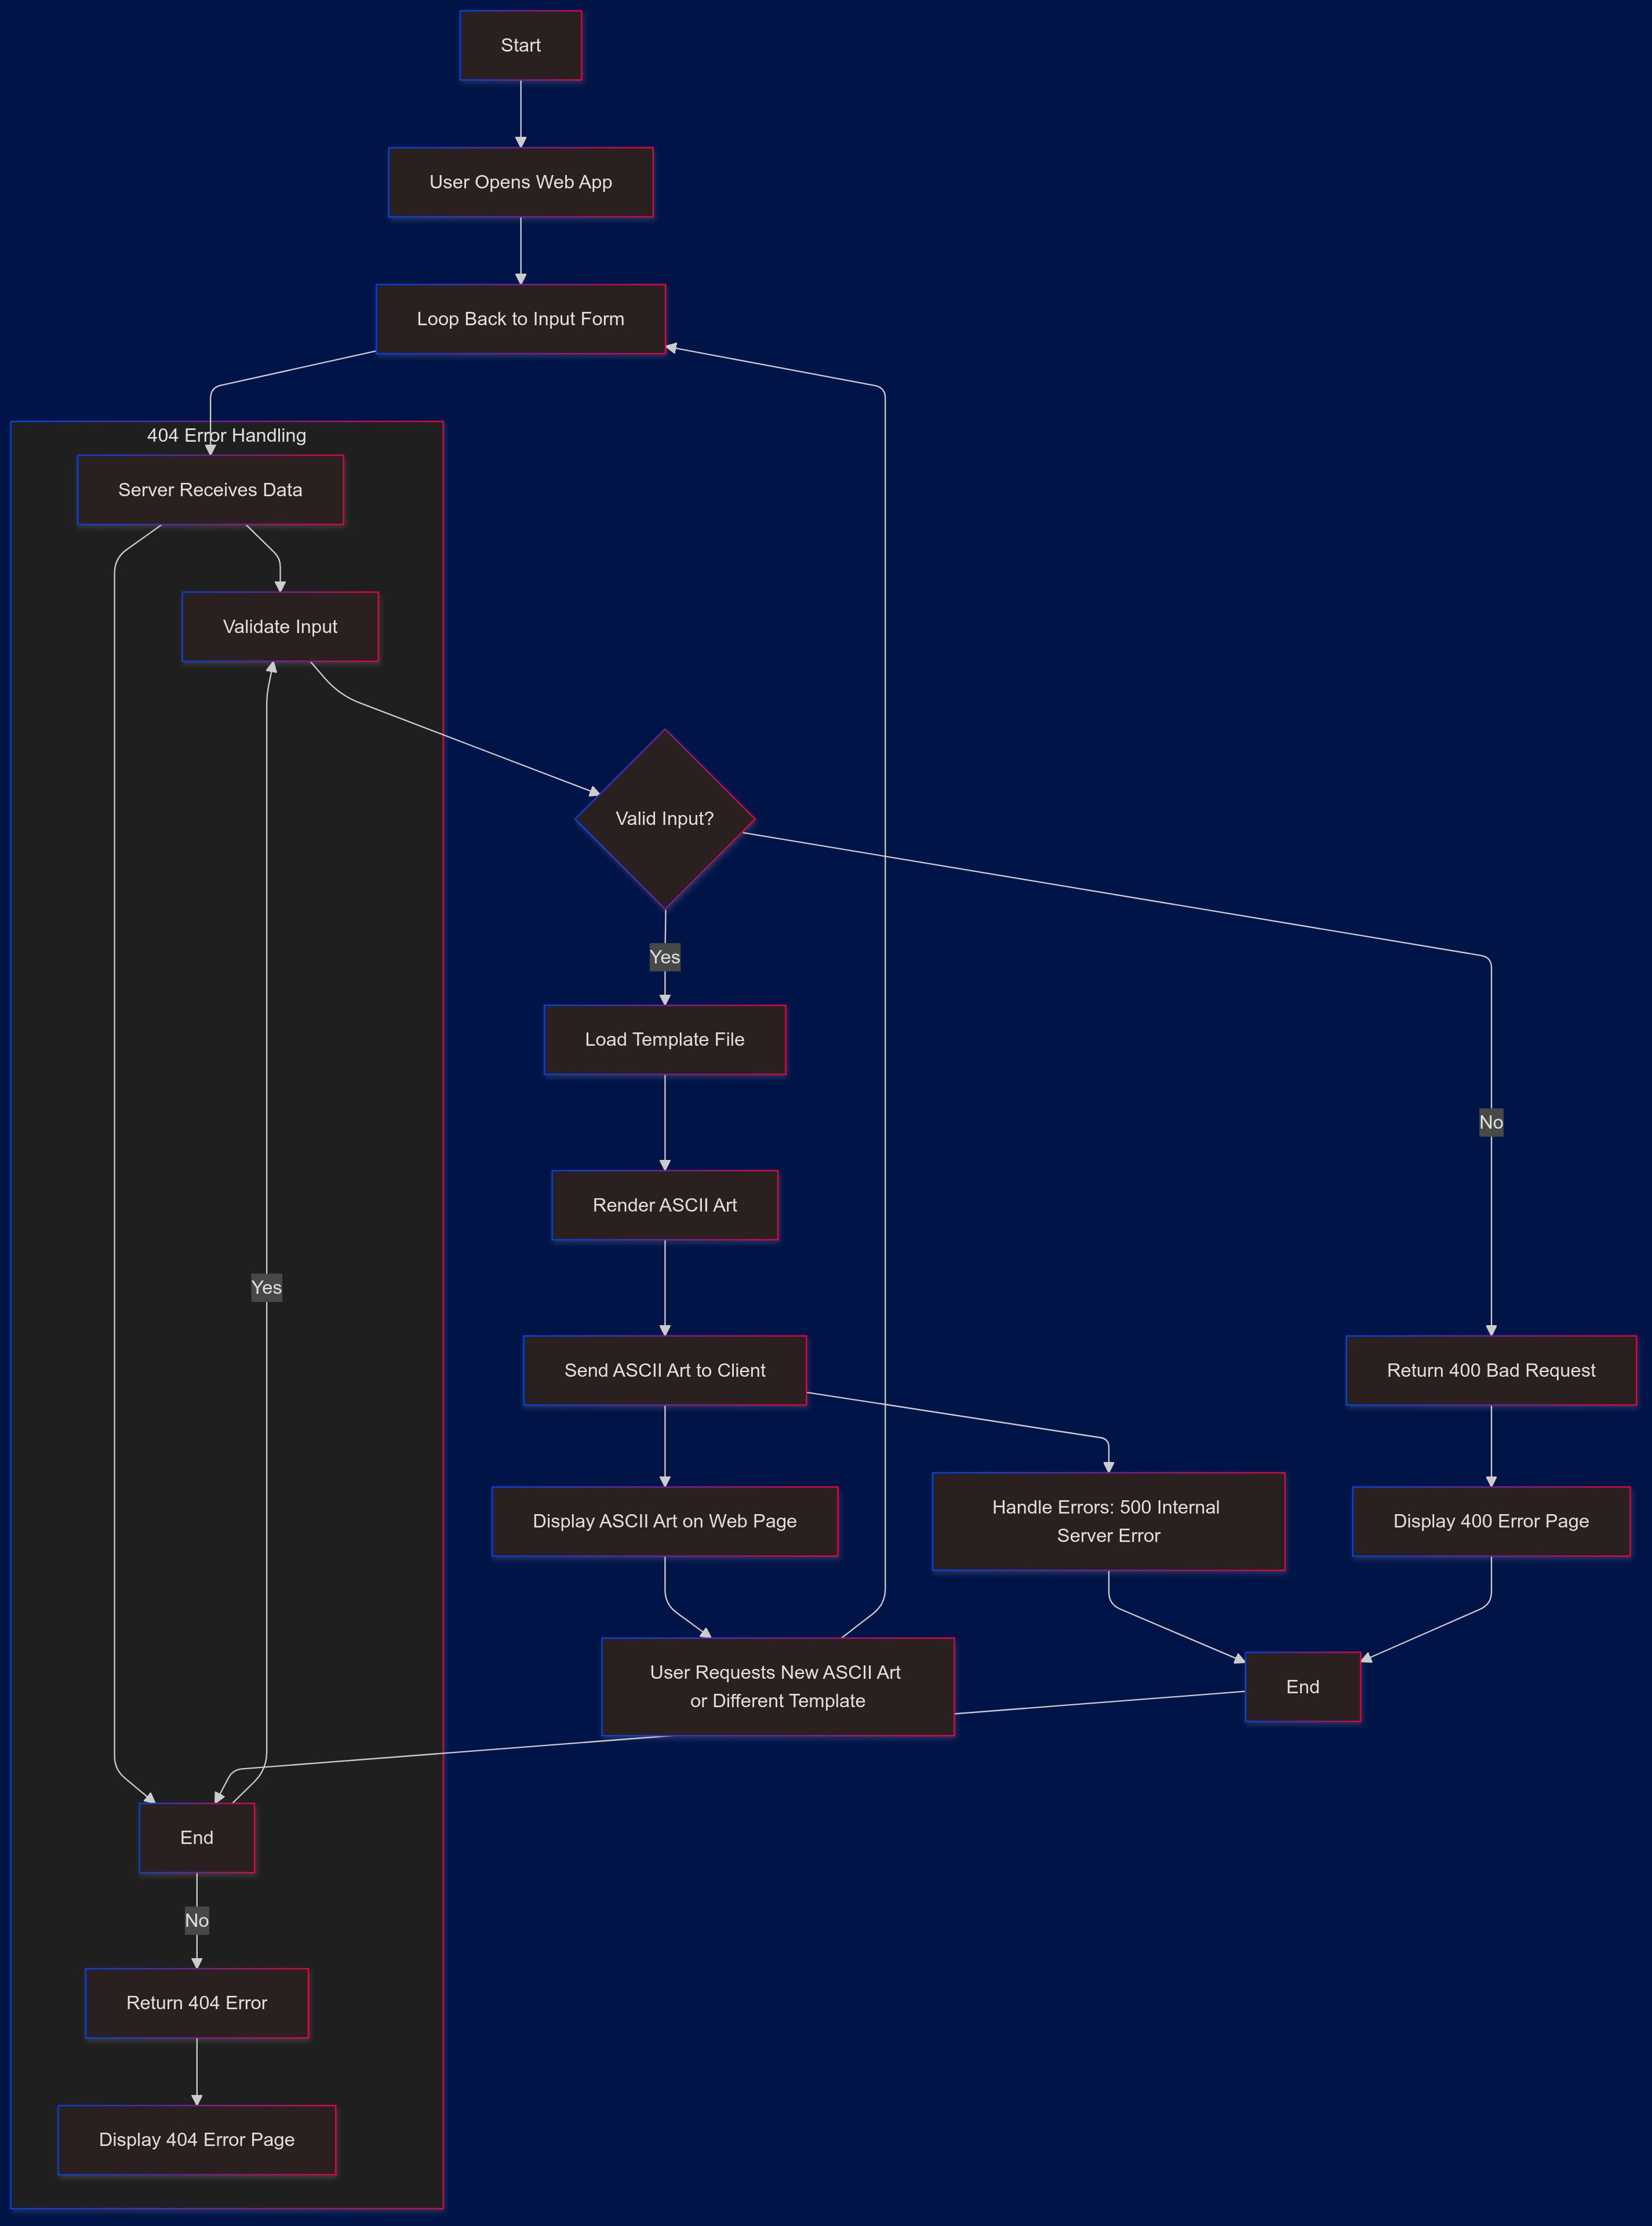 Start
User Opens Web App
Loop Back to Input Form
404 Error Handling
Server Receives Data
Validate Input
Valid Input?
Yes
Load Template File
No
Render ASCII Art
Yes
Send ASCII Art to Client
Return 400 Bad Request
Display ASCII Art on Web Page
Handle Errors: 500 Internal
Server Error
Display 400 Error Page
User Requests New ASCII Art
or Different Template
End
End
No
Return 404 Error
Display 404 Error Page